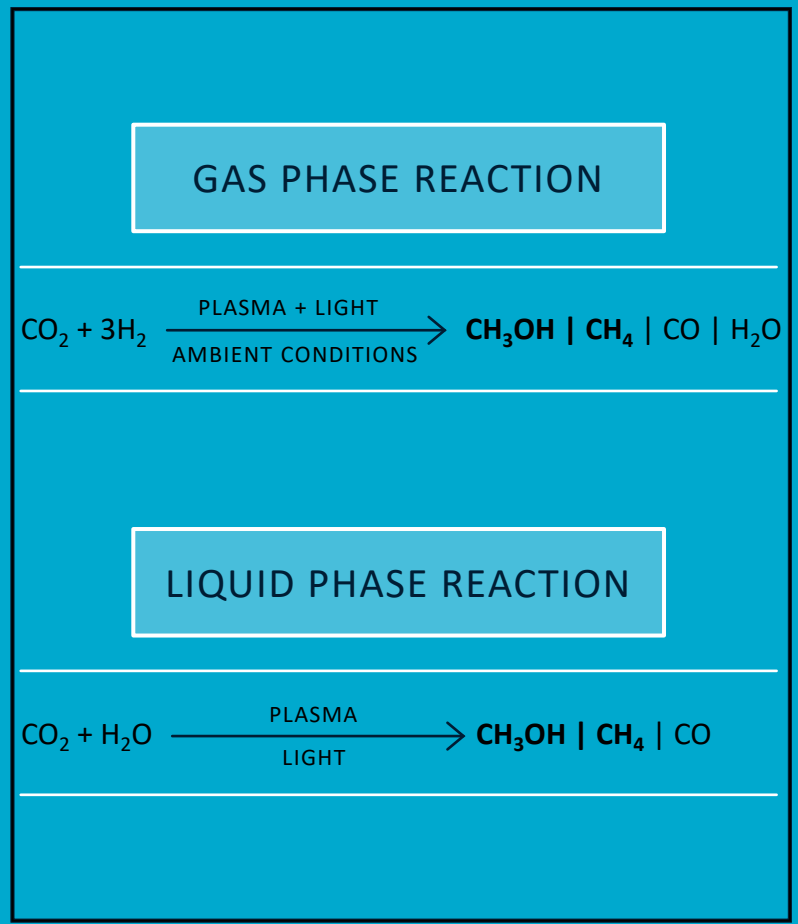 GAS PHASE REACTION
PLASMA + LIGHT
CO₂ + 3H₂ → CH₃OH | CH₄ | CO | H₂O
AMBIENT CONDITIONS
LIQUID PHASE REACTION
PLASMA
CO₂ + H₂O → CH₃OH | CH₄ | CO
LIGHT